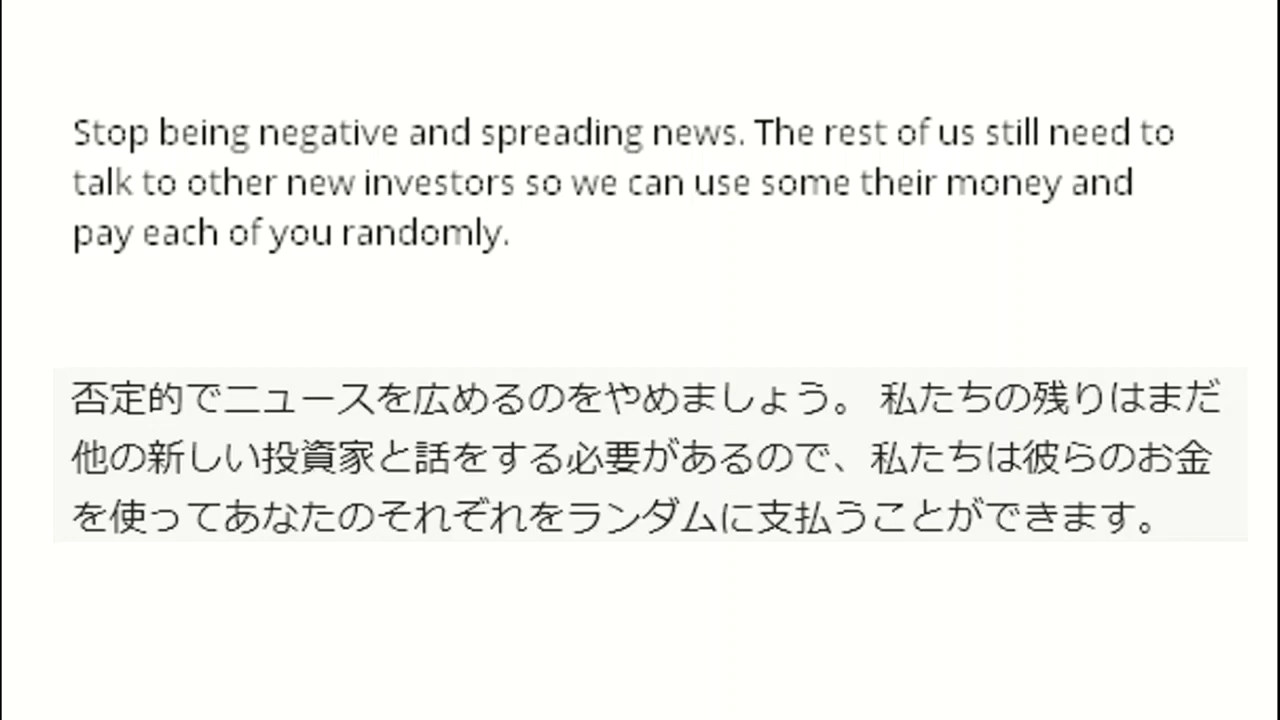 Stop being negative and spreading news. The rest of us still need to
talk to other new investors so we can use some their money and
pay each of you randomly.
否定的でニュースを広めるのをやめましょう。 私たちの残りはまだ
他の新しい投資家と話をする必要があるので、私たちは彼らのお金
を使ってあなたのそれぞれをランダムに支払うことができます。